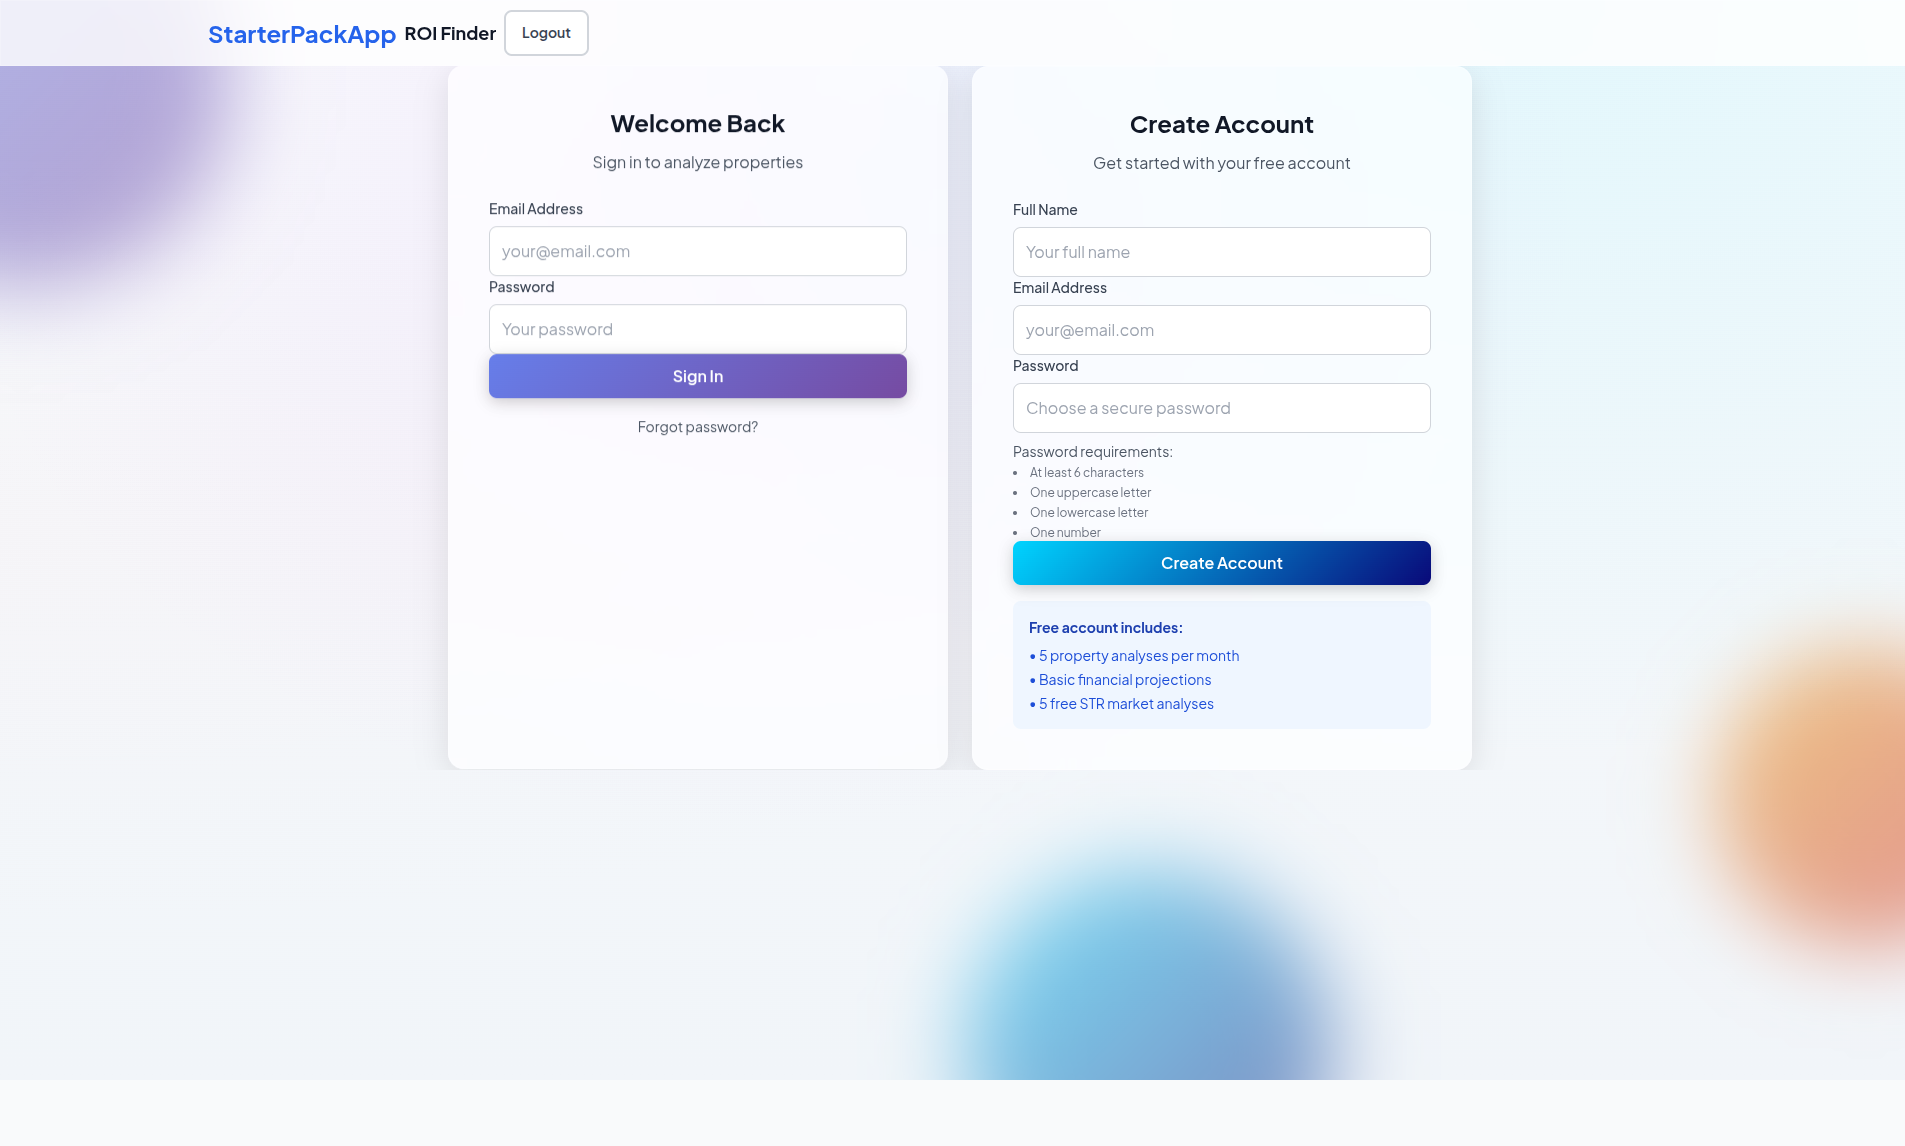 StarterPackApp ROI Finder Logout
Welcome Back
Sign in to analyze properties
Email Address
your@email.com
Password
Your password
Sign In
Forgot password?
Create Account
Get started with your free account
Full Name
Your full name
Email Address
your@email.com
Password
Choose a secure password
Password requirements:
• At least 6 characters
• One uppercase letter
• One lowercase letter
• One number
Create Account
Free account includes:
• 5 property analyses per month
• Basic financial projections
• 5 free STR market analyses